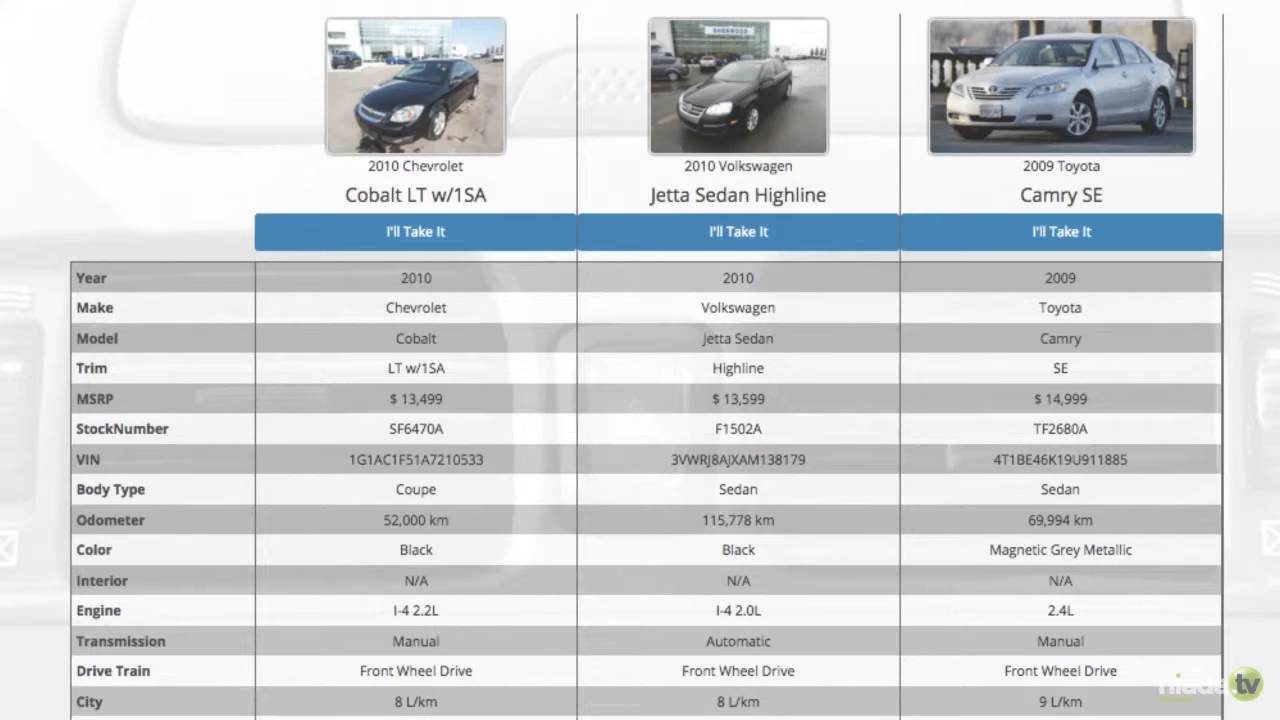 2010 Chevrolet 2010 Volkswagen 2009 Toyota
Cobalt LT w/1SA Jetta Sedan Highline Camry SE
I'll Take It I'll Take It I'll Take It
Year 2010 2010 2009
Make Chevrolet Volkswagen Toyota
Model Cobalt Jetta Sedan Camry
Trim LT w/1SA Highline SE
MSRP $ 13,499 $ 13,599 $ 14,999
StockNumber SF6470A F1502A TF2680A
VIN 1G1AC1F51A7210533 3VWRJ8AJXAM138179 4T1BE46K19U911885
Body Type Coupe Sedan Sedan
Odometer 52,000 km 115,778 km 69,994 km
Color Black Black Magnetic Grey Metallic
Interior N/A N/A N/A
Engine I-4 2.2L I-4 2.0L 2.4L
Transmission Manual Automatic Manual
Drive Train Front Wheel Drive Front Wheel Drive Front Wheel Drive
City 8 L/km 8 L/km 9 L/km
niada.tv